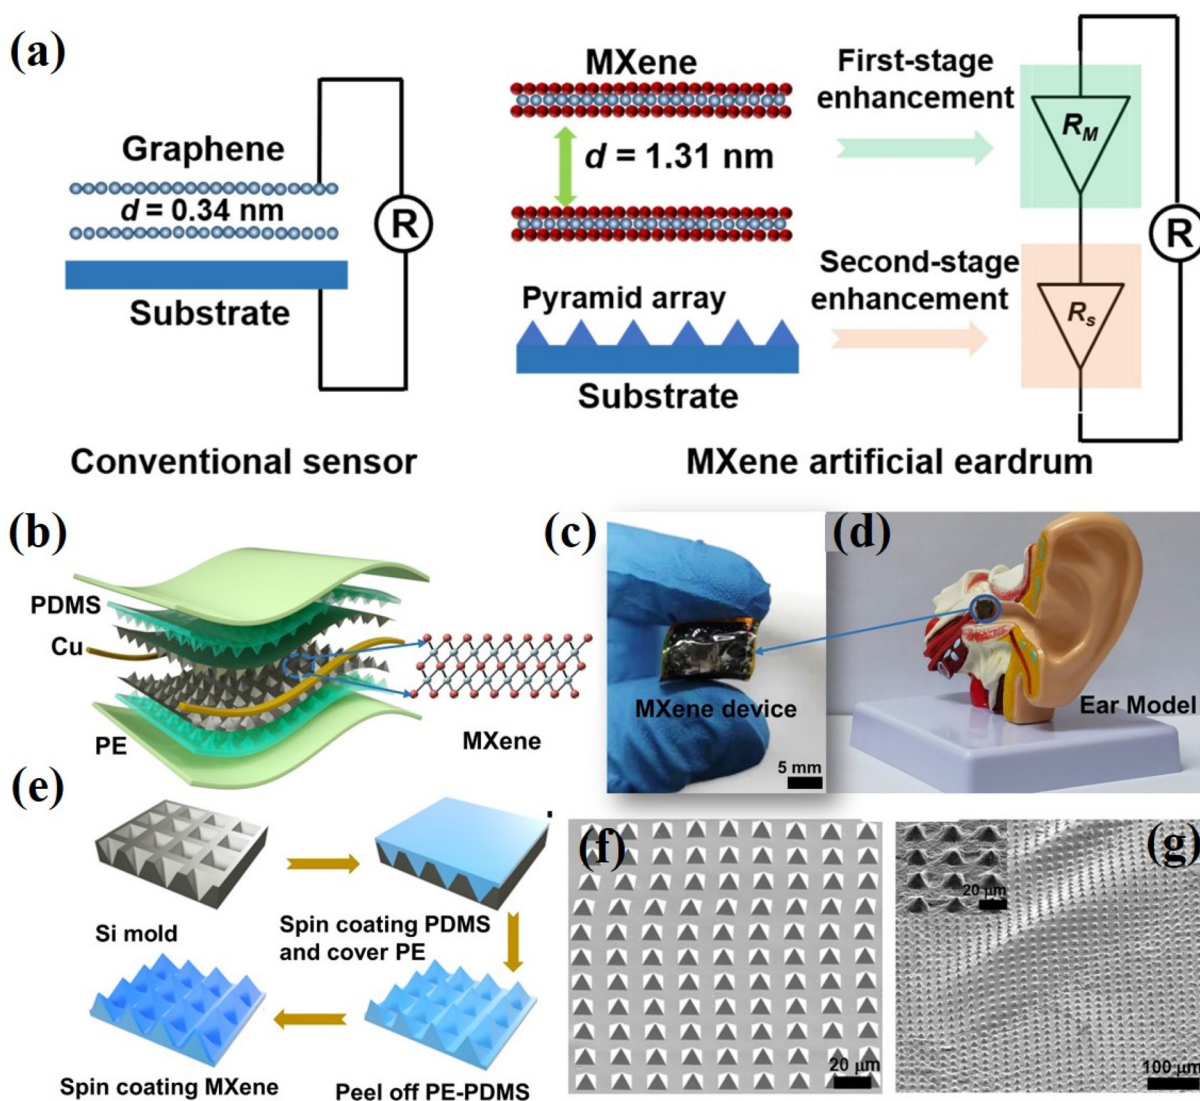 (a)
Graphene
d = 0.34 nm
Substrate
R
Conventional sensor
MXene
d = 1.31 nm
Pyramid array
Substrate
First-stage
enhancement
Second-stage
enhancement
RM
Rs
R
MXene artificial eardrum
(b)
PDMS
Cu
PE
MXene
(c)
MXene device
5 mm
(d)
Ear Model
(e)
Si mold
Spin coating PDMS
and cover PE
Spin coating MXene
Peel off PE-PDMS
(f)
20 μm
(g)
20 μm
100 μm